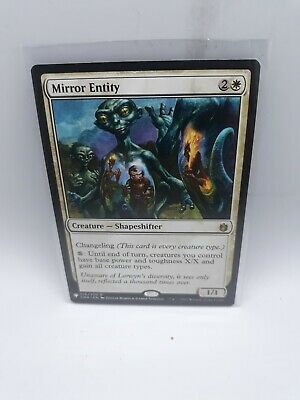 Mirror Entity 2
Creature — Shapeshifter
Changeling (This card is every creature type.)
: Until end of turn, creatures you control
have base power and toughness X/X and
gain all creature types.
Unaware of Lorwyn's diversity, it sees only
itself, reflected a thousand times over.
1/1